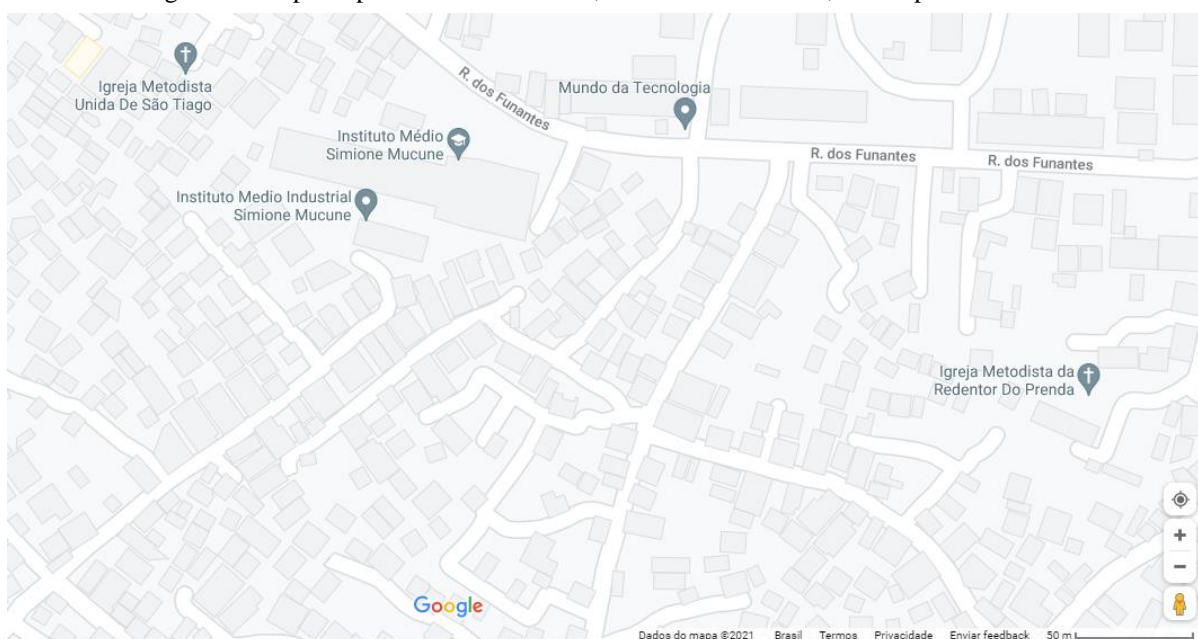 Igreja Metodista
Unida De São Tiago
R. dos Funantes
Mundo da Tecnologia
Instituto Médio
Simione Mucune
R. dos Funantes
R. dos Funantes
Instituto Medio Industrial
Simione Mucune
Igreja Metodista da
Redentor Do Prenda
Google
Dados do mapa ©2021 Brasil Termos Privacidade Enviar feedback 50 m